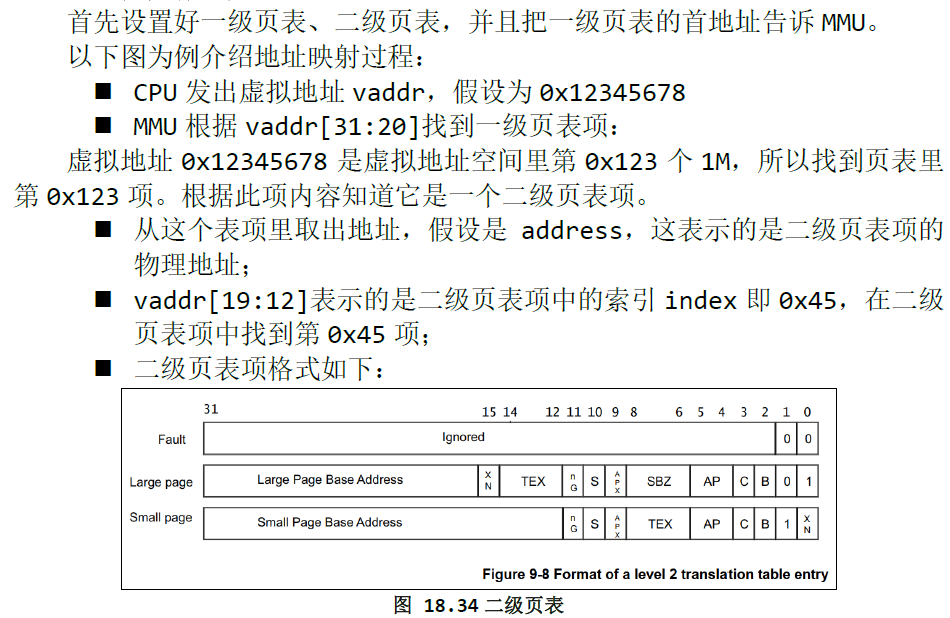 首先设置好一级页表、二级页表，并且把一级页表的首地址告诉 MMU。
以下图为例介绍地址映射过程：
■ CPU 发出虚拟地址 vaddr，假设为 0x12345678
■ MMU 根据 vaddr[31:20]找到一级页表项：
虚拟地址 0x12345678 是虚拟地址空间里第 0x123 个 1M，所以找到页表里
第 0x123 项。根据此项内容知道它是一个二级页表项。
■ 从这个表项里取出地址，假设是 address，这表示的是二级页表项的
物理地址；
■ vaddr[19:12]表示的是二级页表项中的索引 index 即 0x45，在二级
页表项中找到第 0x45 项；
■ 二级页表项格式如下：
31 15 14 12 11 10 9 8 6 5 4 3 2 1 0
Fault Ignored 0 0
Large page Large Page Base Address XN TEX nG S APX SBZ AP C B 0 1
Small page Small Page Base Address nG S APX TEX AP C B 1 XN
Figure 9-8 Format of a level 2 translation table entry
图 18.34 二级页表